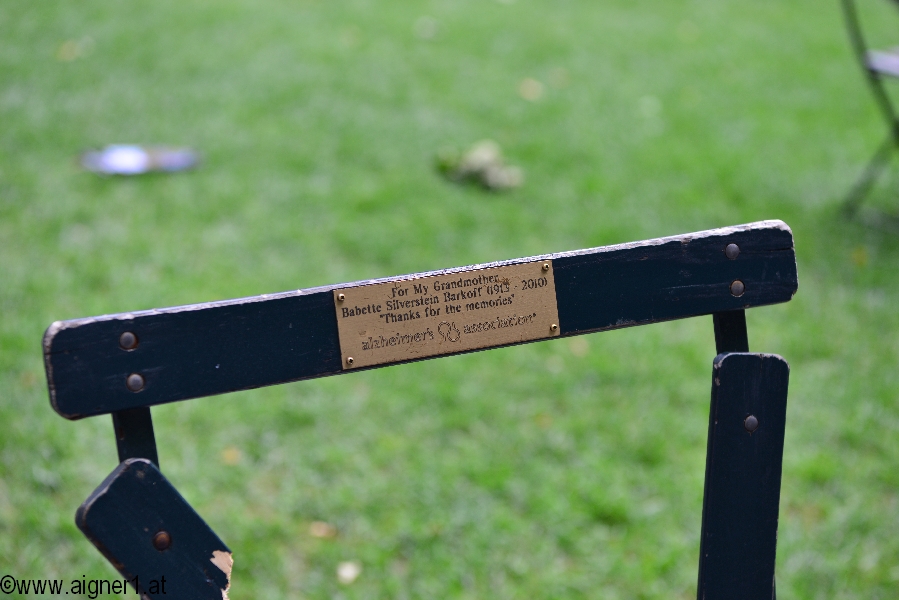 For My Grandmother
Babette Silverstein Barkoff (1913 - 2010)
"Thanks for the memories"
alzheimer's association®
©www.aigner1.at